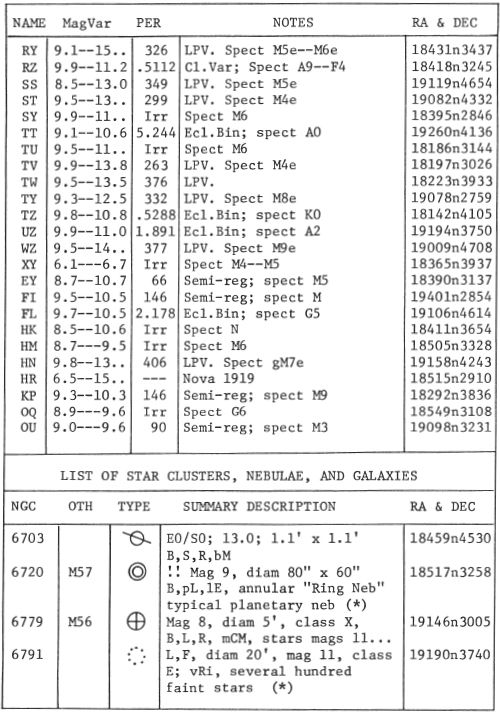 NAME MagVar PER NOTES RA & DEC
RY 9.1--15.. 326 LPV. Spect M5e--M6e 18431n3437
RZ 9.9--11.2 .5112 Cl.Var; Spect A9--F4 18418n3245
SS 8.5--13.0 349 LPV. Spect M5e 19119n4654
ST 9.5--13.. 299 LPV. Spect M4e 19082n4332
SY 9.9--11.. Irr Spect M6 18395n2846
TT 9.1--10.6 5.244 Ecl.Bin; spect A0 19260n4136
TU 9.5--11.. Irr Spect M6 18186n3144
TV 9.9--13.8 263 LPV. Spect M4e 18197n3026
TW 9.5--13.5 376 LPV. 18223n3933
TY 9.3--12.5 332 LPV. Spect M8e 19078n2759
TZ 9.8--10.8 .5288 Ecl.Bin; spect K0 18142n4105
UZ 9.9--11.0 1.891 Ecl.Bin; spect A2 19194n3750
WZ 9.5--14.. 377 LPV. Spect M9e 19009n4708
XY 6.1---6.7 Irr Spect M4--M5 18365n3937
EY 8.7--10.7 66 Semi-reg; spect M5 18390n3137
FI 9.5--10.5 146 Semi-reg; spect M 19401n2854
FL 9.7--10.5 2.178 Ecl.Bin; spect G5 19106n4614
HK 8.5--10.6 Irr Spect N 18411n3654
HM 8.7---9.5 Irr Spect M6 18505n3328
HN 9.8--13.. 406 LPV. Spect gM7e 19158n4243
HR 6.5--15.. --- Nova 1919 18515n2910
KP 9.3--10.3 146 Semi-reg; spect M9 18292n3836
OQ 8.9---9.6 Irr Spect G6 18549n3108
OU 9.0---9.6 90 Semi-reg; spect M3 19098n3231
LIST OF STAR CLUSTERS, NEBULAE, AND GALAXIES
NGC OTH TYPE SUMMARY DESCRIPTION RA & DEC
6703 E0/S0; 13.0; 1.1' x 1.1' 18459n4530
B,S,R,bM
6720 M57 !! Mag 9, diam 80" x 60" 18517n3258
B,pL,lE, annular "Ring Neb"
typical planetary neb (*)
6779 M56 Mag 8, diam 5', class X, 19146n3005
B,L,R, mCM, stars mags 11...
6791 L,F, diam 20', mag 11, class 19190n3740
E; vRi, several hundred
faint stars (*)